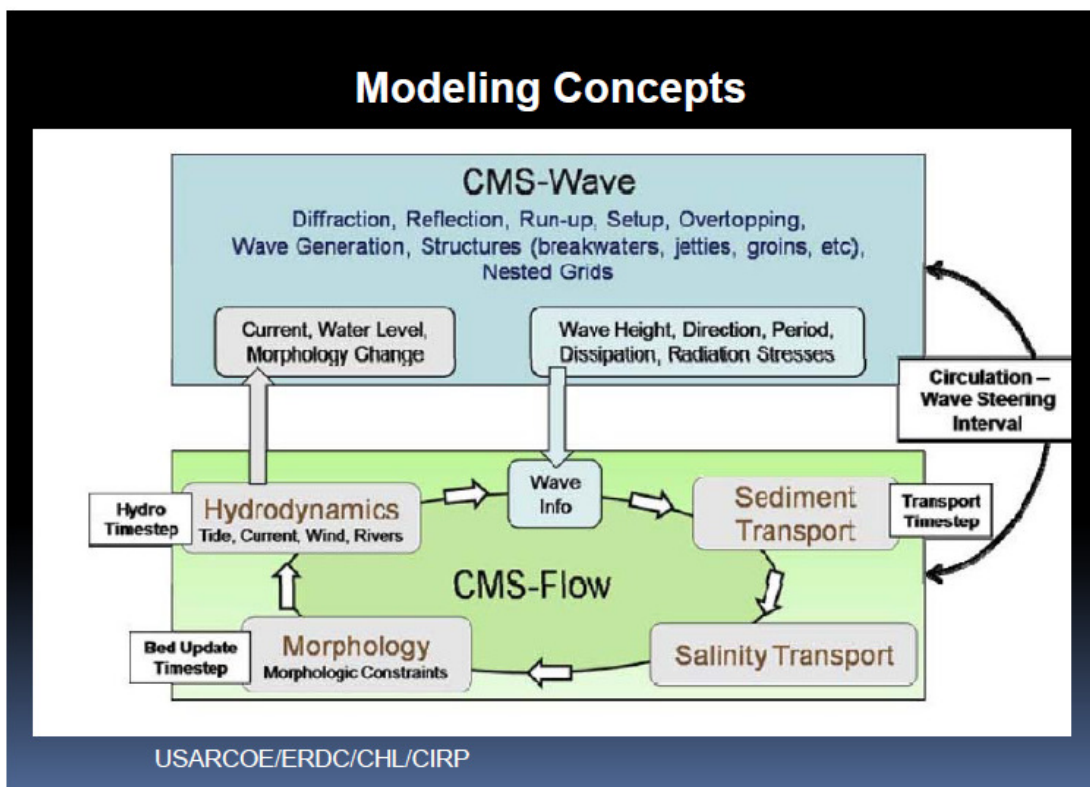 Modeling Concepts
CMS-Wave
Diffraction, Reflection, Run-up, Setup, Overtopping,
Wave Generation, Structures (breakwaters, jetties, groins, etc),
Nested Grids
Current, Water Level,
Morphology Change
Wave Height, Direction, Period,
Dissipation, Radiation Stresses
Circulation –
Wave Steering
Interval
Hydro
Timestep
Hydrodynamics
Tide, Current, Wind, Rivers
Wave
Info
Sediment
Transport
Transport
Timestep
CMS-Flow
Bed Update
Timestep
Morphology
Morphologic Constraints
Salinity Transport
USARCOE/ERDC/CHL/CIRP